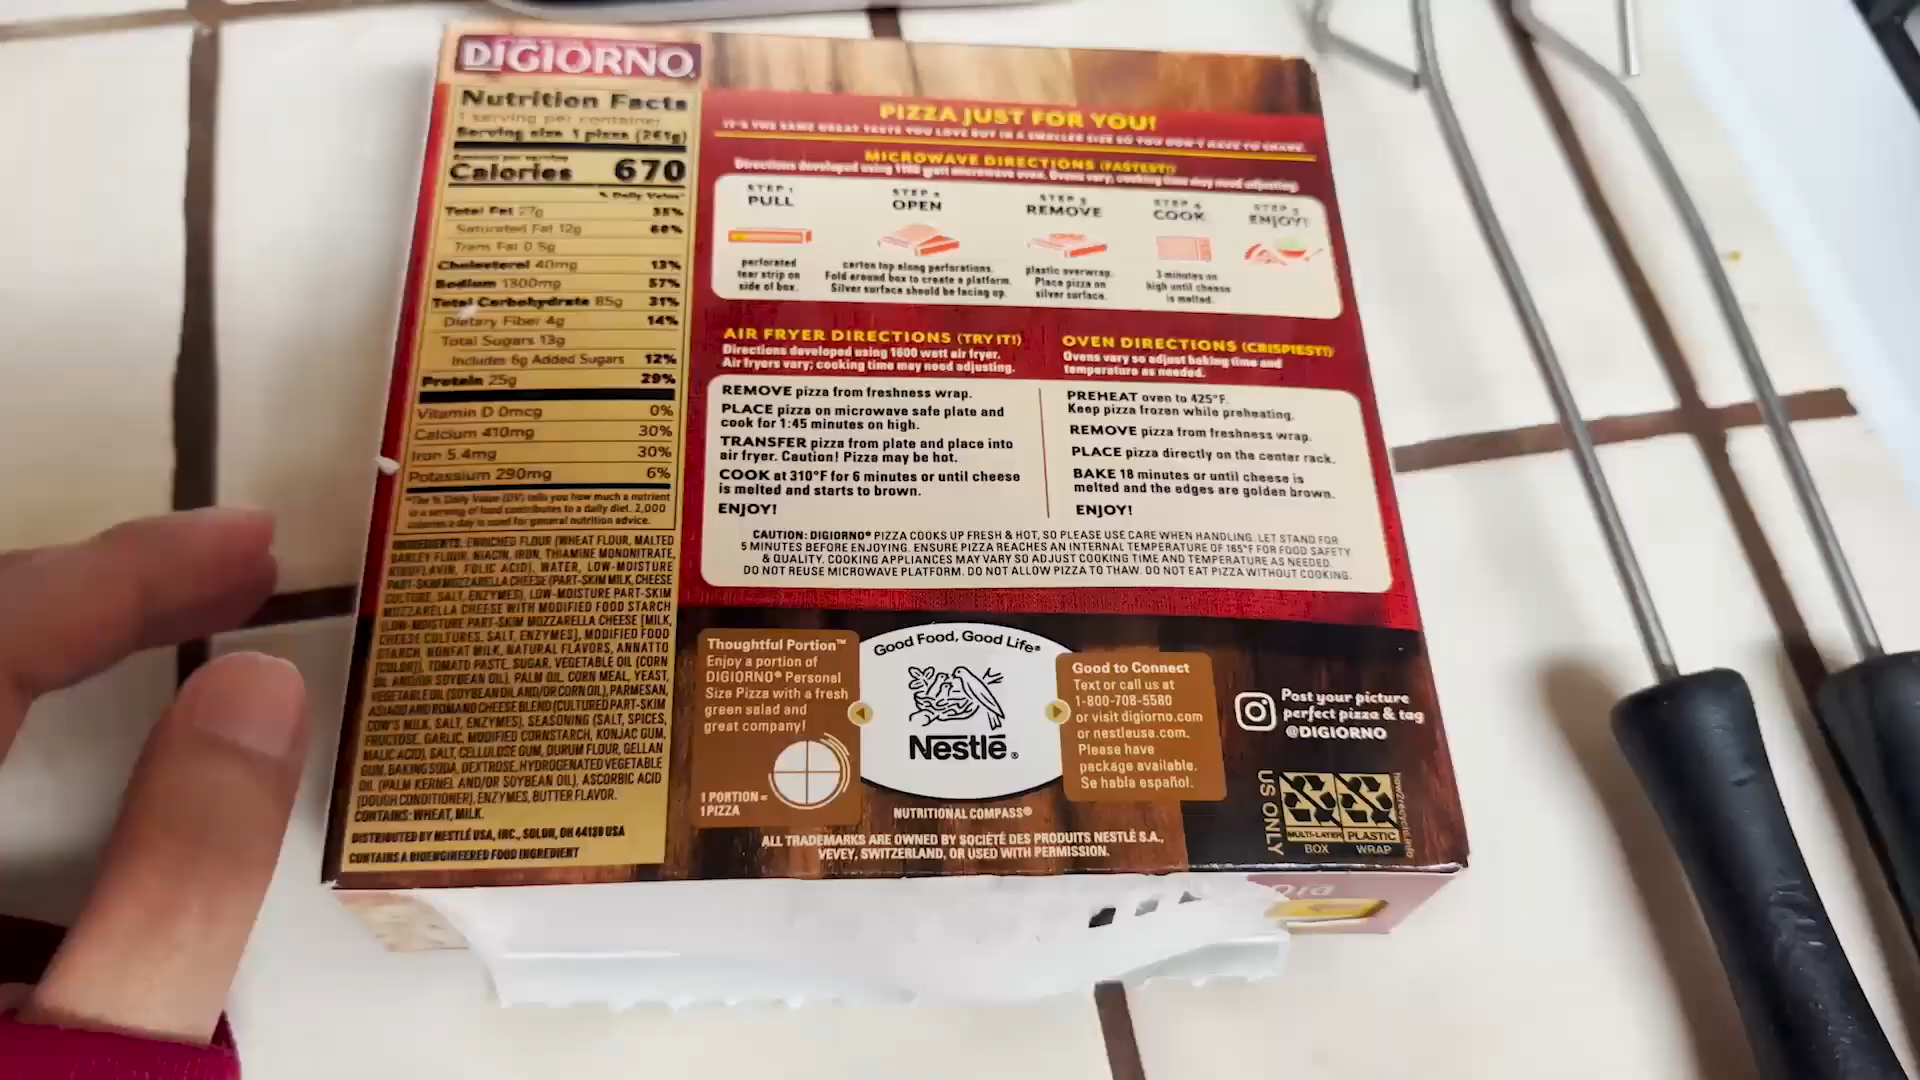 DIGIORNO
Nutrition Facts
1 serving per container
Serving size 1 pizza (261g)
Amount per serving
Calories 670
% Daily Value*
Total Fat 27g 35%
Saturated Fat 12g 60%
Trans Fat 0.5g
Cholesterol 40mg 13%
Sodium 1300mg 57%
Total Carbohydrate 85g 31%
Dietary Fiber 4g 14%
Total Sugars 13g
Includes 6g Added Sugars 12%
Protein 25g 29%
Vitamin D 0mcg 0%
Calcium 410mg 30%
Iron 5.4mg 30%
Potassium 290mg 6%
*The % Daily Value (DV) tells you how much a nutrient
in a serving of food contributes to a daily diet. 2,000
calories a day is used for general nutrition advice.
INGREDIENTS: ENRICHED FLOUR (WHEAT FLOUR, MALTED
BARLEY FLOUR, NIACIN, IRON, THIAMINE MONONITRATE,
RIBOFLAVIN, FOLIC ACID), WATER, LOW-MOISTURE
PART-SKIM MOZZARELLA CHEESE (PART-SKIM MILK, CHEESE
CULTURE, SALT, ENZYMES), LOW-MOISTURE PART-SKIM
MOZZARELLA CHEESE WITH MODIFIED FOOD STARCH
(LOW-MOISTURE PART-SKIM MOZZARELLA CHEESE [MILK,
CHEESE CULTURES, SALT, ENZYMES], MODIFIED FOOD
STARCH, NONFAT MILK, NATURAL FLAVORS, ANNATTO
[COLOR]), TOMATO PASTE, SUGAR, VEGETABLE OIL (CORN
OIL AND/OR SOYBEAN OIL), PALM OIL, CORN MEAL, YEAST,
VEGETABLE OIL (SOYBEAN OIL AND/OR CORN OIL), PARMESAN,
ASIAGO AND ROMANO CHEESE BLEND (CULTURED PART-SKIM
COW'S MILK, SALT, ENZYMES), SEASONING (SALT, SPICES,
FRUCTOSE, GARLIC, MODIFIED CORNSTARCH, KONJAC GUM,
MALIC ACID), SALT, CELLULOSE GUM, DURUM FLOUR, GELLAN
GUM, BAKING SODA, DEXTROSE, HYDROGENATED VEGETABLE
OIL (PALM KERNEL AND/OR SOYBEAN OIL), ASCORBIC ACID
(DOUGH CONDITIONER), ENZYMES, BUTTER FLAVOR.
CONTAINS: WHEAT, MILK.
DISTRIBUTED BY NESTLÉ USA, INC., SOLON, OH 44139 USA
CONTAINS A BIOENGINEERED FOOD INGREDIENT
PIZZA JUST FOR YOU!
IT'S THE SAME GREAT TASTE YOU LOVE BUT IN A SMALLER SIZE SO YOU DON'T HAVE TO SHARE.
MICROWAVE DIRECTIONS (FASTEST!)
Directions developed using 1100 watt microwave oven. Ovens vary; cooking time may need adjusting.
STEP 1
PULL
perforated
tear strip on
side of box.
STEP 2
OPEN
carton top along perforations.
Fold around box to create a platform.
Silver surface should be facing up.
STEP 3
REMOVE
plastic overwrap.
Place pizza on
silver surface.
STEP 4
COOK
3 minutes on
high until cheese
is melted.
STEP 5
ENJOY!
AIR FRYER DIRECTIONS (TRY IT!)
Directions developed using 1600 watt air fryer.
Air fryers vary; cooking time may need adjusting.
REMOVE pizza from freshness wrap.
PLACE pizza on microwave safe plate and
cook for 1:45 minutes on high.
TRANSFER pizza from plate and place into
air fryer. Caution! Pizza may be hot.
COOK at 310°F for 6 minutes or until cheese
is melted and starts to brown.
ENJOY!
OVEN DIRECTIONS (CRISPIEST!)
Ovens vary so adjust baking time and
temperature as needed.
PREHEAT oven to 425°F.
Keep pizza frozen while preheating.
REMOVE pizza from freshness wrap.
PLACE pizza directly on the center rack.
BAKE 18 minutes or until cheese is
melted and the edges are golden brown.
ENJOY!
CAUTION: DIGIORNO® PIZZA COOKS UP FRESH & HOT, SO PLEASE USE CARE WHEN HANDLING. LET STAND FOR
5 MINUTES BEFORE ENJOYING. ENSURE PIZZA REACHES AN INTERNAL TEMPERATURE OF 165°F FOR FOOD SAFETY
& QUALITY. COOKING APPLIANCES MAY VARY SO ADJUST COOKING TIME AND TEMPERATURE AS NEEDED.
DO NOT REUSE MICROWAVE PLATFORM. DO NOT ALLOW PIZZA TO THAW. DO NOT EAT PIZZA WITHOUT COOKING.
Thoughtful Portion™
Enjoy a portion of
DIGIORNO® Personal
Size Pizza with a fresh
green salad and
great company!
1 PORTION =
1 PIZZA
Good Food, Good Life®
Nestlé®
NUTRITIONAL COMPASS®
Good to Connect
Text or call us at
1-800-708-5580
or visit digiorno.com
or nestleusa.com.
Please have
package available.
Se habla español.
Post your picture
perfect pizza & tag
@DIGIORNO
US ONLY
MULTI-LAYER
BOX
PLASTIC
WRAP
how2recycle.info
ALL TRADEMARKS ARE OWNED BY SOCIÉTÉ DES PRODUITS NESTLÉ S.A.,
VEVEY, SWITZERLAND, OR USED WITH PERMISSION.